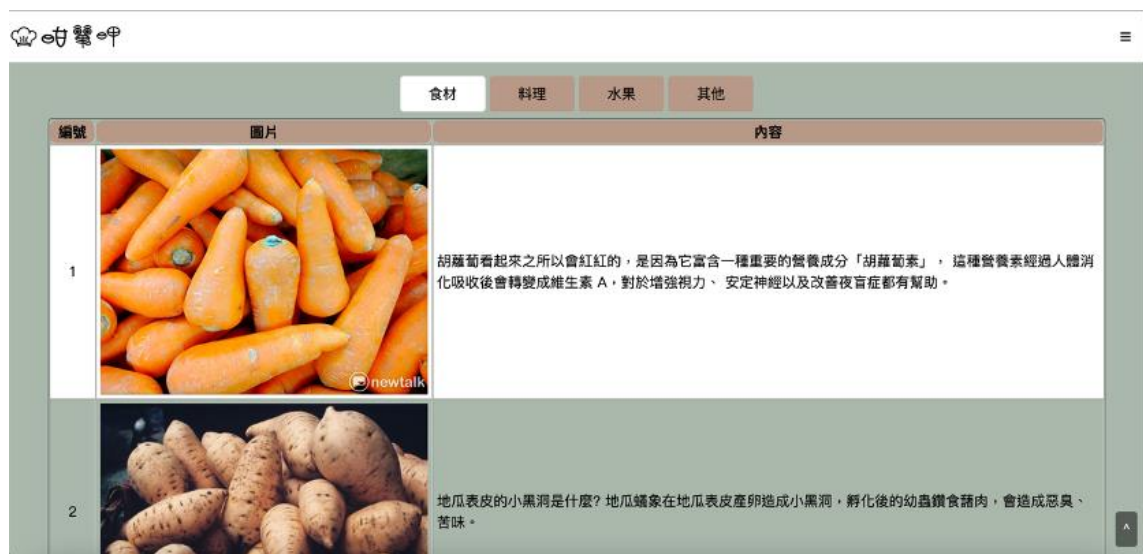 食材 料理 水果 其他
編號 圖片 內容
1
胡蘿蔔看起來之所以會紅紅的，是因為它富含一種重要的營養成分「胡蘿蔔素」， 這種營養素經過人體消
化吸收後會轉變成維生素 A，對於增強視力、 安定神經以及改善夜盲症都有幫助。
newtalk
2
地瓜表皮的小黑洞是什麼? 地瓜蟻象在地瓜表皮產卵造成小黑洞，孵化後的幼蟲鑽食藷肉，會造成惡臭、
苦味。